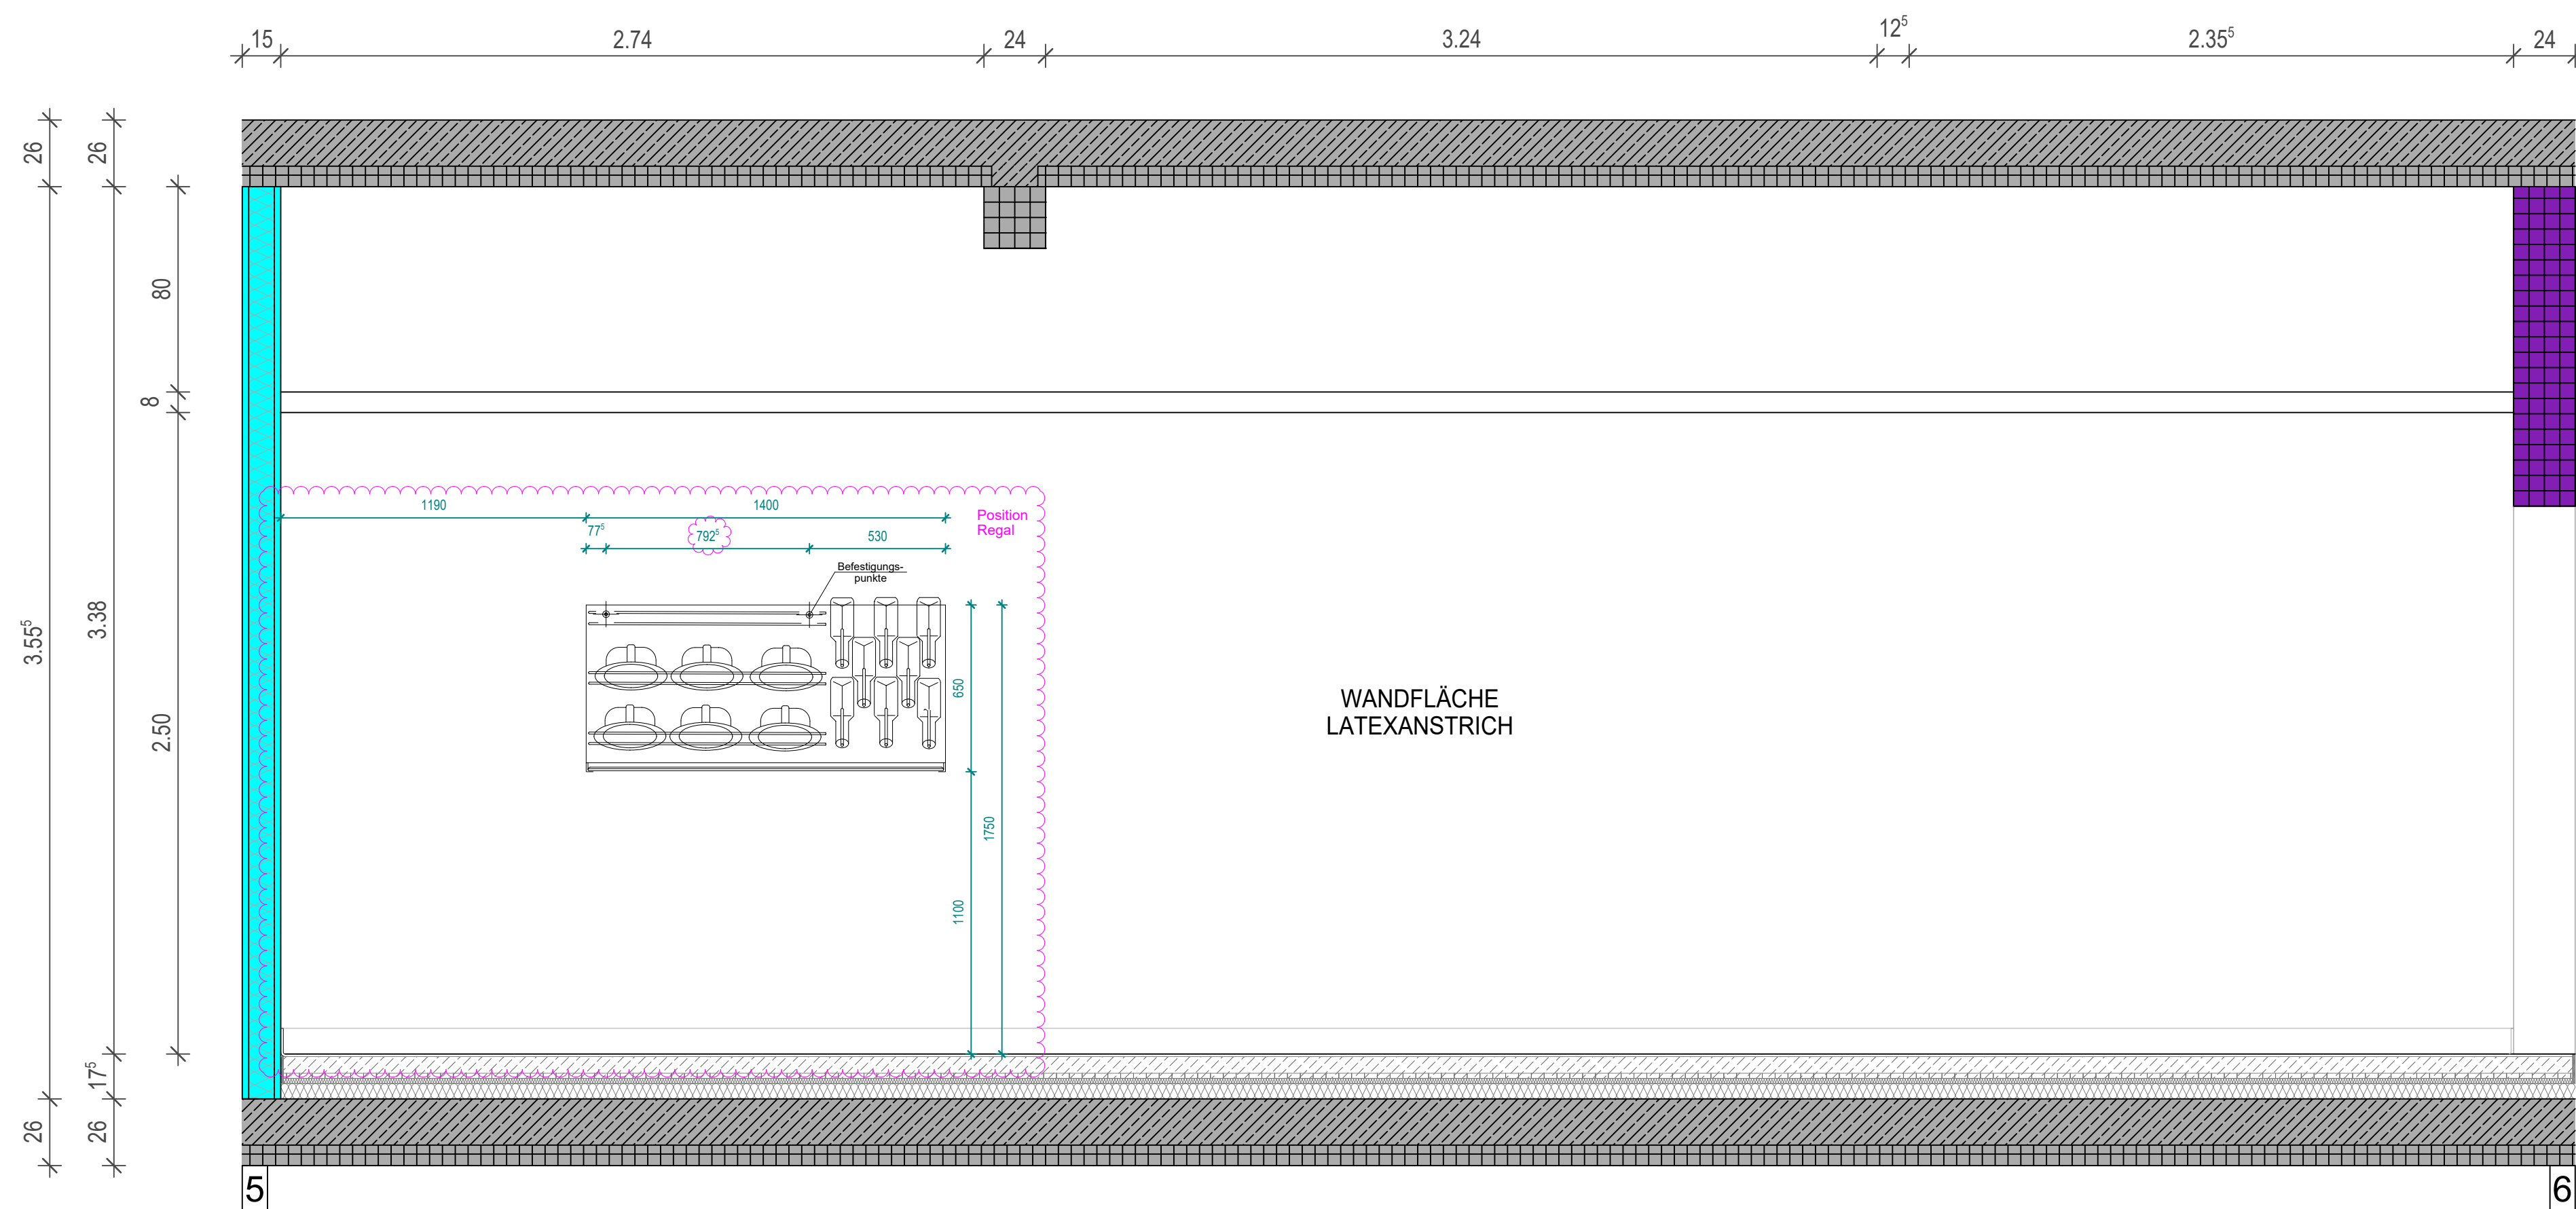 15 2.74 24 3.24 12⁵ 2.35⁵ 24
26 26
80
8
3.55⁵ 3.38 2.50
17⁵
26 26
1190 1400
77⁵ 792⁵ 530
Position
Regal
Befestigungs-
punkte
650
1750
1100
WANDFLÄCHE
LATEXANSTRICH
5 6